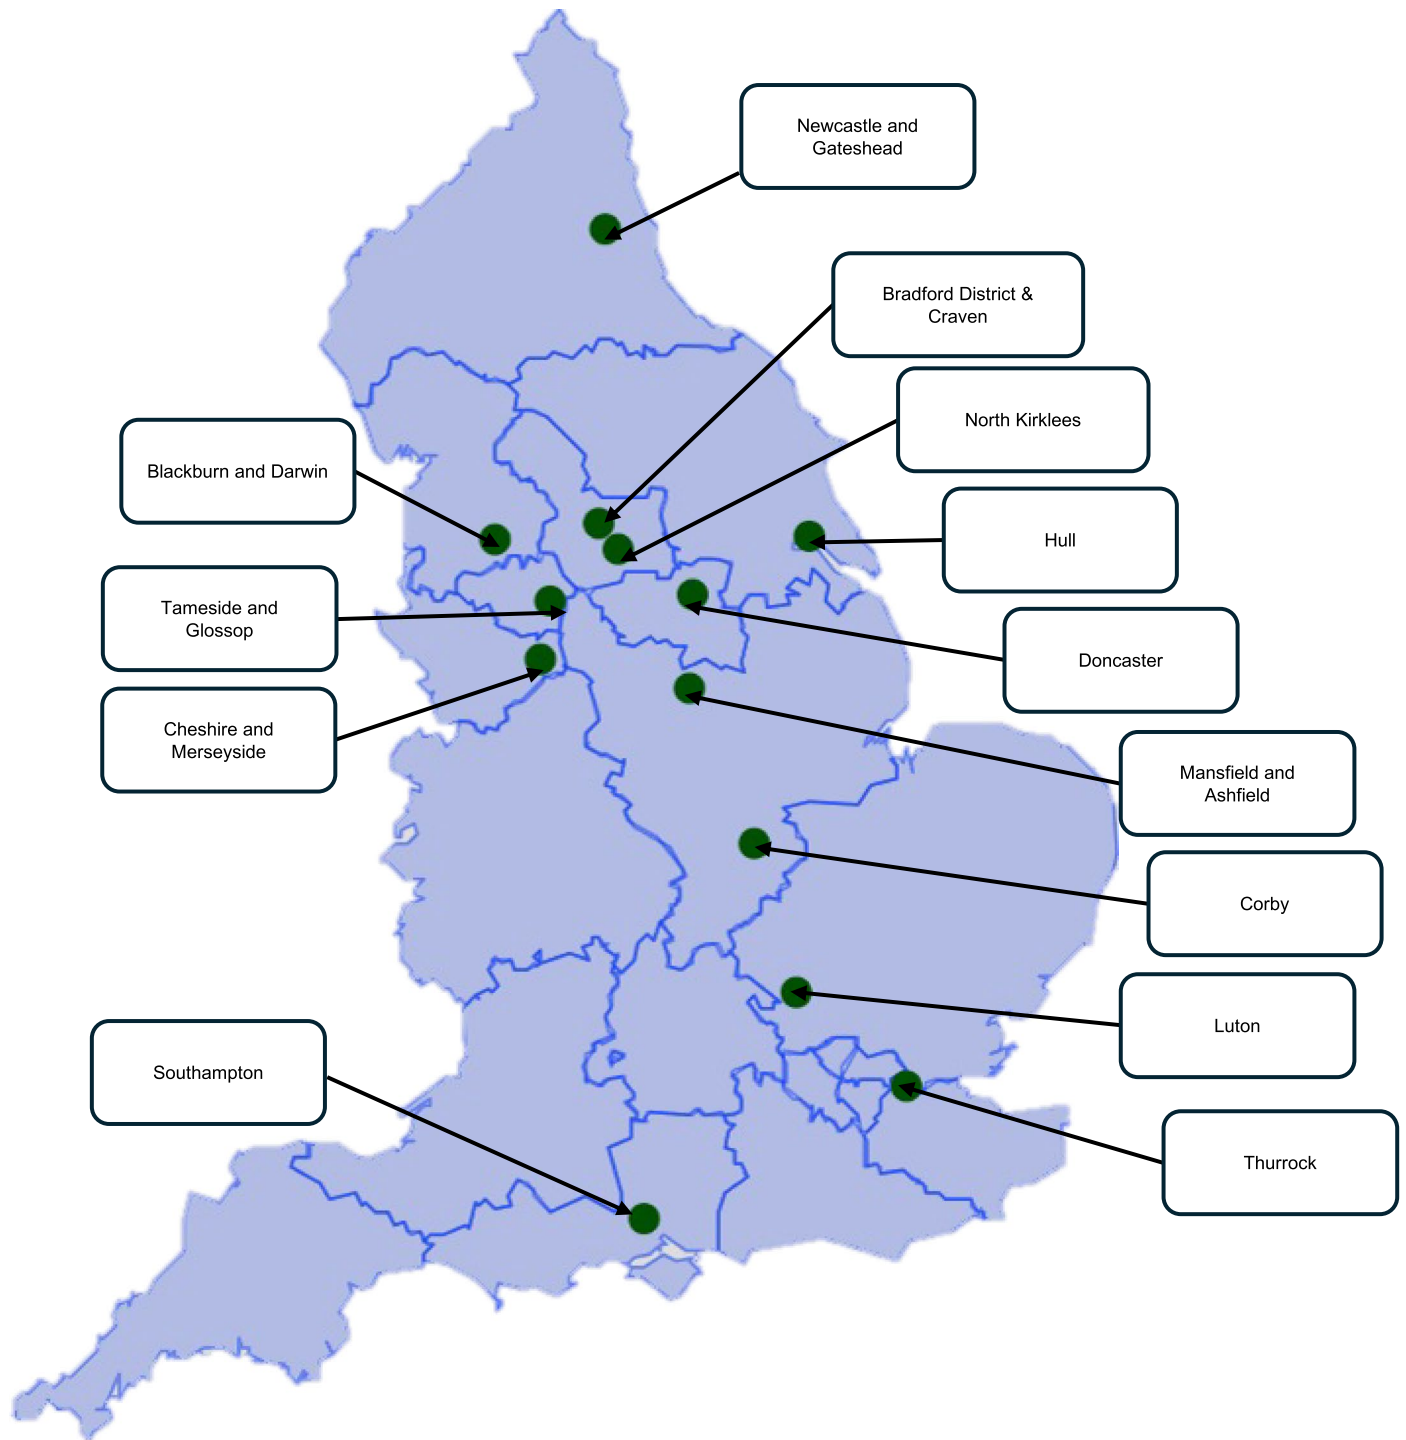 Newcastle and
Gateshead
Bradford District &
Craven
North Kirklees
Blackburn and Darwin
Hull
Tameside and
Glossop
Doncaster
Cheshire and
Merseyside
Mansfield and
Ashfield
Corby
Luton
Southampton
Thurrock